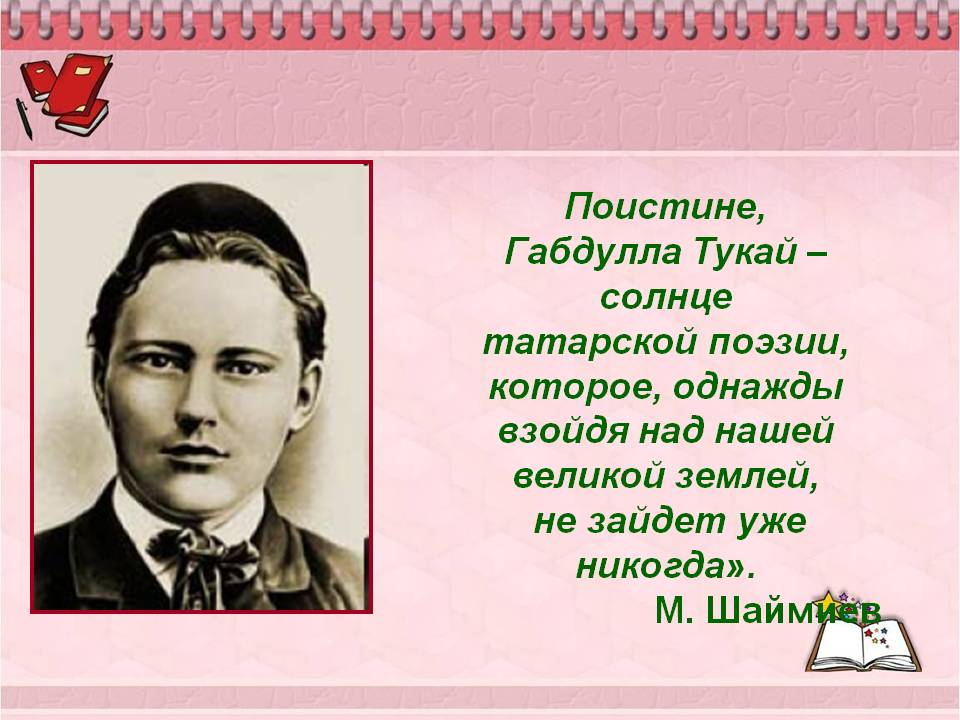 Поистине,
Габдулла Тукай –
солнце
татарской поэзии,
которое, однажды
взойдя над нашей
великой землей,
не зайдет уже
никогда».
М. Шаймиев